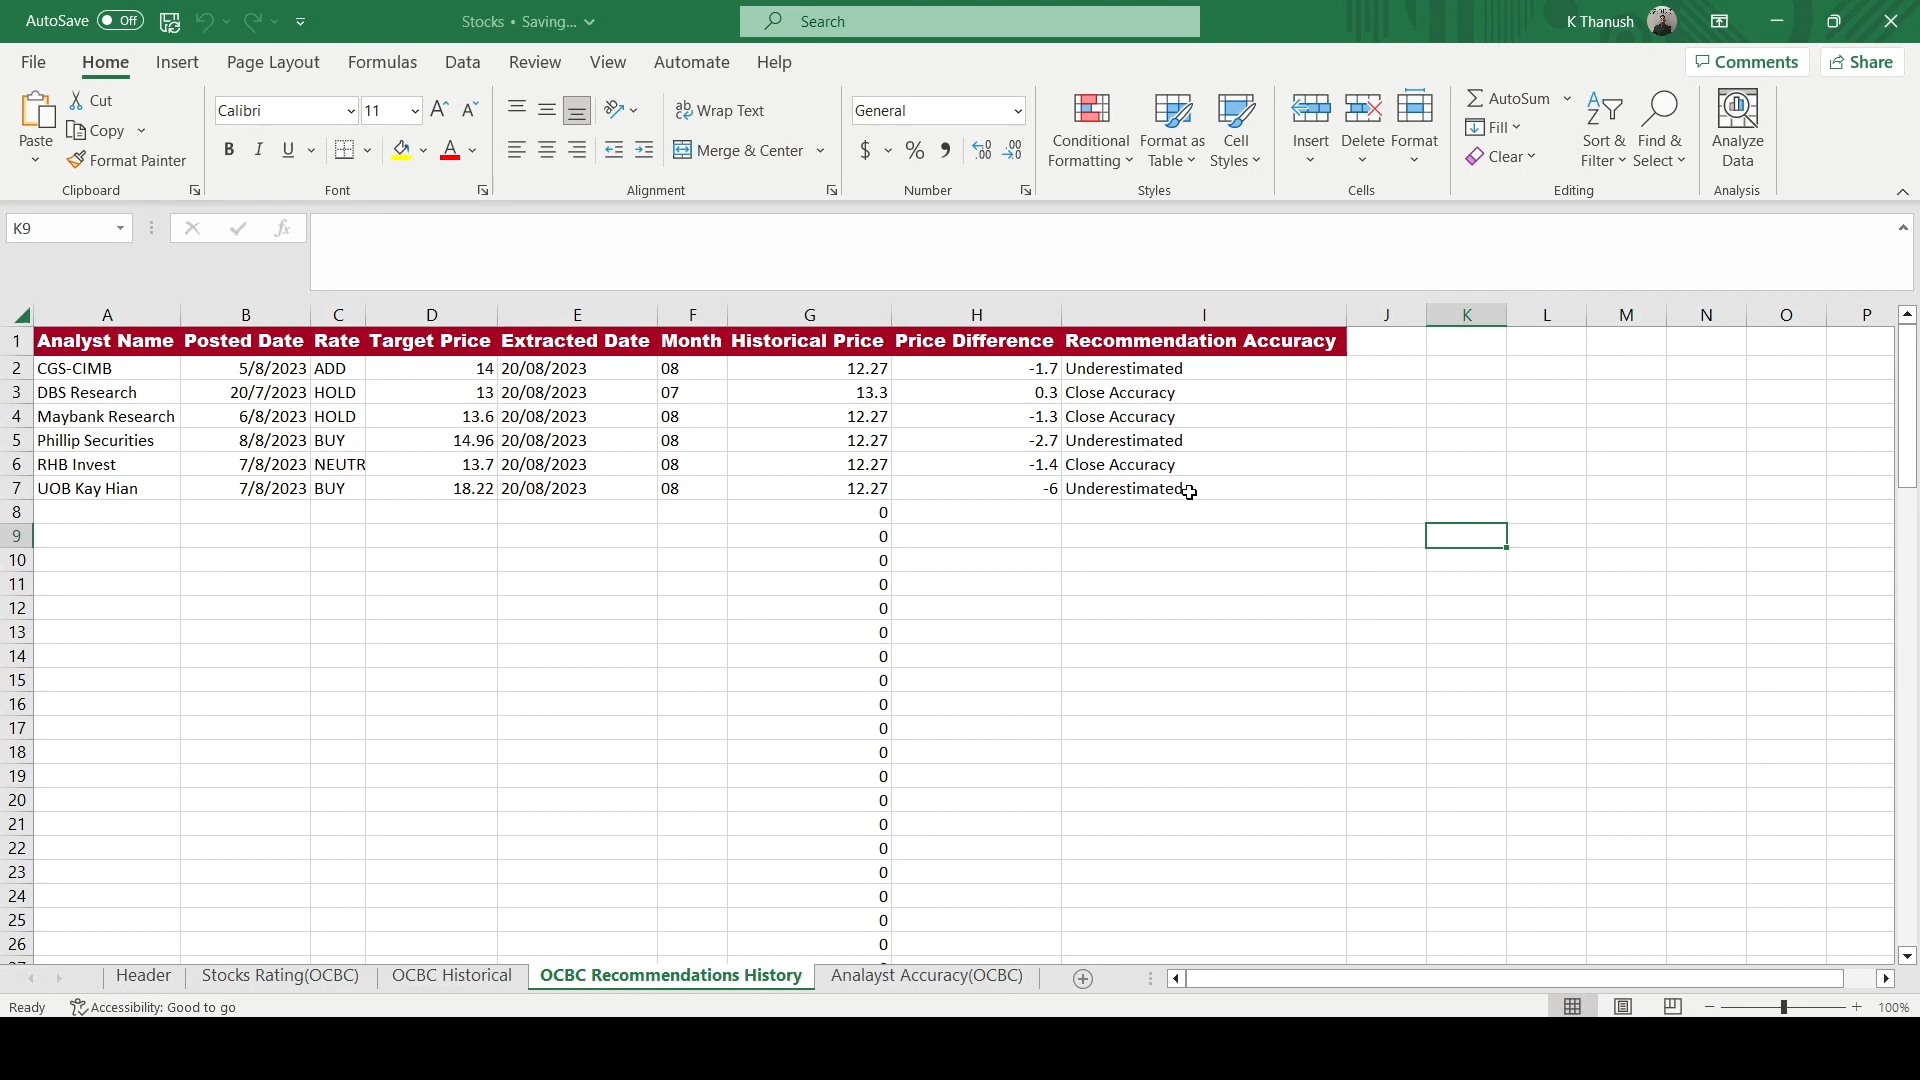 AutoSave Off Stocks • Saving... Search K Thanush
File Home Insert Page Layout Formulas Data Review View Automate Help Comments Share
Paste Cut Copy Format Painter Clipboard
Calibri 11 B I U A Font
Wrap Text Merge & Center Alignment
General $ % Number
Conditional Formatting Format as Table Cell Styles Styles
Insert Delete Format Cells
AutoSum Fill Clear Sort & Filter Find & Select Editing
Analyze Data Analysis
K9 fx
A B C D E F G H I J K L M N O P
1 Analyst Name Posted Date Rate Target Price Extracted Date Month Historical Price Price Difference Recommendation Accuracy
2 CGS-CIMB 5/8/2023 ADD 14 20/08/2023 08 12.27 -1.7 Underestimated
3 DBS Research 20/7/2023 HOLD 13 20/08/2023 07 13.3 0.3 Close Accuracy
4 Maybank Research 6/8/2023 HOLD 13.6 20/08/2023 08 12.27 -1.3 Close Accuracy
5 Phillip Securities 8/8/2023 BUY 14.96 20/08/2023 08 12.27 -2.7 Underestimated
6 RHB Invest 7/8/2023 NEUTR 13.7 20/08/2023 08 12.27 -1.4 Close Accuracy
7 UOB Kay Hian 7/8/2023 BUY 18.22 20/08/2023 08 12.27 -6 Underestimated
8 0
9 0
10 0
11 0
12 0
13 0
14 0
15 0
16 0
17 0
18 0
19 0
20 0
21 0
22 0
23 0
24 0
25 0
26 0
Header Stocks Rating(OCBC) OCBC Historical OCBC Recommendations History Analayst Accuracy(OCBC)
Ready Accessibility: Good to go 100%